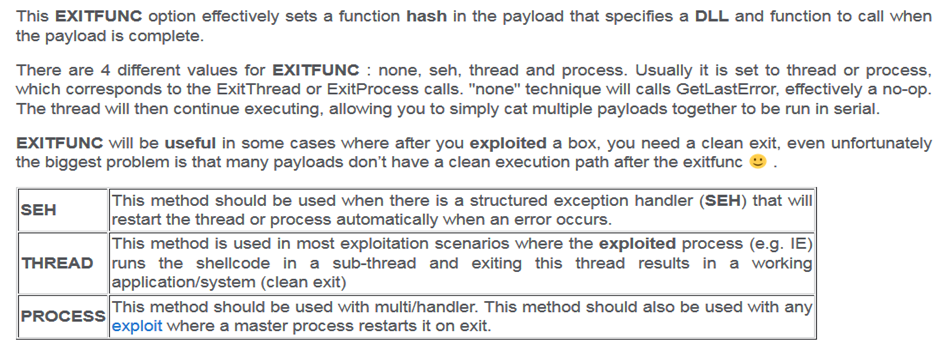 This EXITFUNC option effectively sets a function hash in the payload that specifies a DLL and function to call when
the payload is complete.
There are 4 different values for EXITFUNC : none, seh, thread and process. Usually it is set to thread or process,
which corresponds to the ExitThread or ExitProcess calls. "none" technique will calls GetLastError, effectively a no-op.
The thread will then continue executing, allowing you to simply cat multiple payloads together to be run in serial.
EXITFUNC will be useful in some cases where after you exploited a box, you need a clean exit, even unfortunately
the biggest problem is that many payloads don’t have a clean execution path after the exitfunc 🙂 .
SEH
This method should be used when there is a structured exception handler (SEH) that will
restart the thread or process automatically when an error occurs.
THREAD
This method is used in most exploitation scenarios where the exploited process (e.g. IE)
runs the shellcode in a sub-thread and exiting this thread results in a working
application/system (clean exit)
PROCESS
This method should be used with multi/handler. This method should also be used with any
exploit where a master process restarts it on exit.